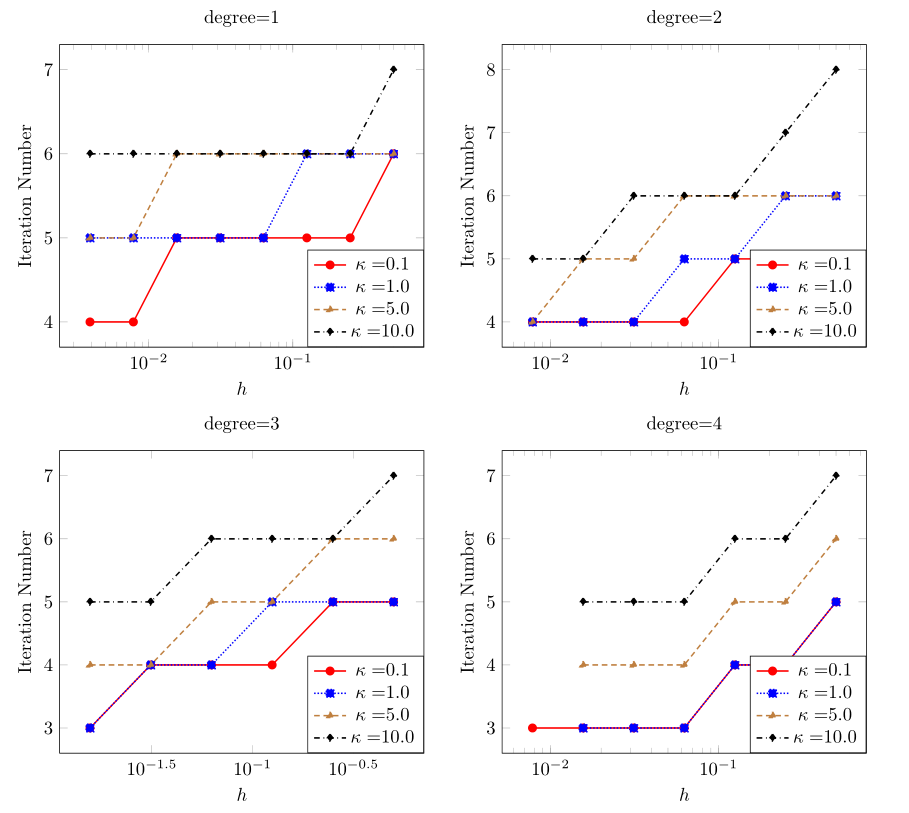 degree=1
7
6
5
4
Iteration Number
κ =0.1
κ =1.0
κ =5.0
κ =10.0
10⁻²
10⁻¹
h
degree=2
8
7
6
5
4
Iteration Number
κ =0.1
κ =1.0
κ =5.0
κ =10.0
10⁻²
10⁻¹
h
degree=3
7
6
5
4
3
Iteration Number
κ =0.1
κ =1.0
κ =5.0
κ =10.0
10⁻¹·⁵
10⁻¹
10⁻⁰·⁵
h
degree=4
7
6
5
4
3
Iteration Number
κ =0.1
κ =1.0
κ =5.0
κ =10.0
10⁻²
10⁻¹
h